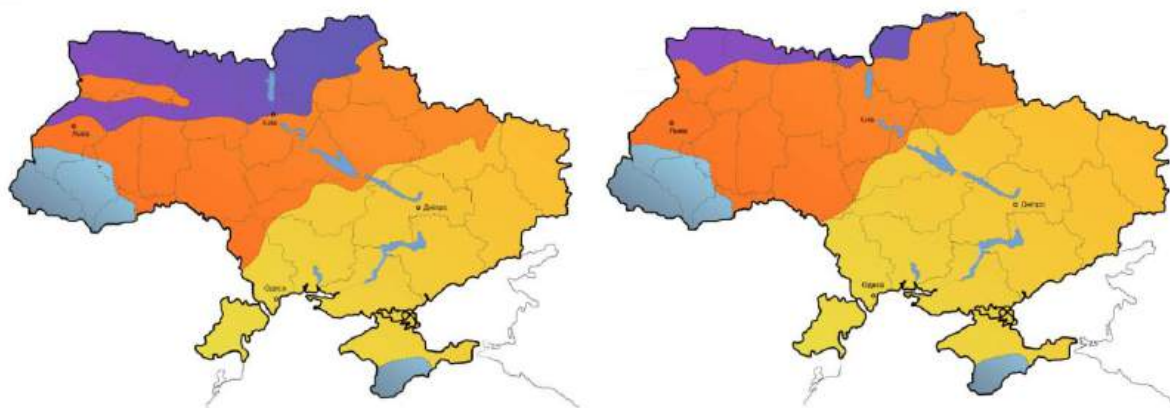 Львів
Київ
Дніпро
Одеса
Львів
Київ
Дніпро
Одеса